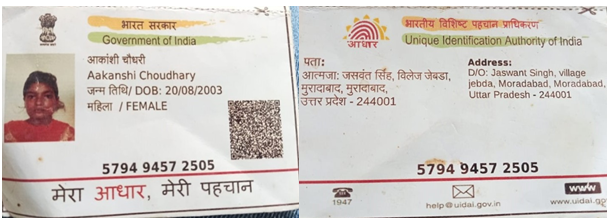 भारत सरकार
Government of India
आकांशी चौधरी
Aakanshi Choudhary
जन्म तिथि/ DOB: 20/08/2003
महिला / FEMALE
5794 9457 2505
मेरा आधार, मेरी पहचान
भारतीय विशिष्ट पहचान प्राधिकरण
Unique Identification Authority of India
आधार
पता:
आत्मजा: जसवंत सिंह, विलेज जेबडा,
मुरादाबाद, मुरादाबाद,
उत्तर प्रदेश - 244001
Address:
D/O: Jaswant Singh, village
jebda, Moradabad, Moradabad,
Uttar Pradesh - 244001
5794 9457 2505
1947
help@uidai.gov.in
www
www.uidai.go